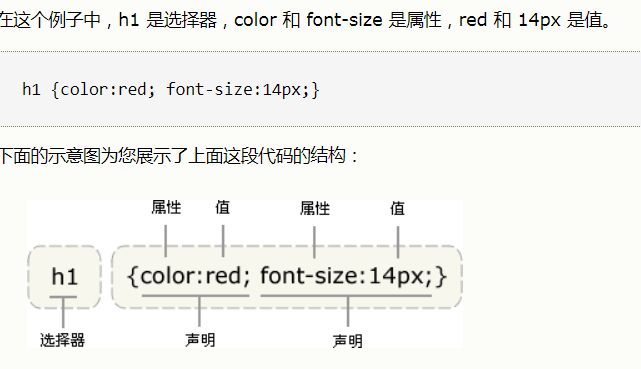 在这个例子中，h1 是选择器，color 和 font-size 是属性，red 和 14px 是值。
h1 {color:red; font-size:14px;}
下面的示意图为您展示了上面这段代码的结构：
属性 值 属性 值
h1 {color:red; font-size:14px;}
选择器 声明 声明